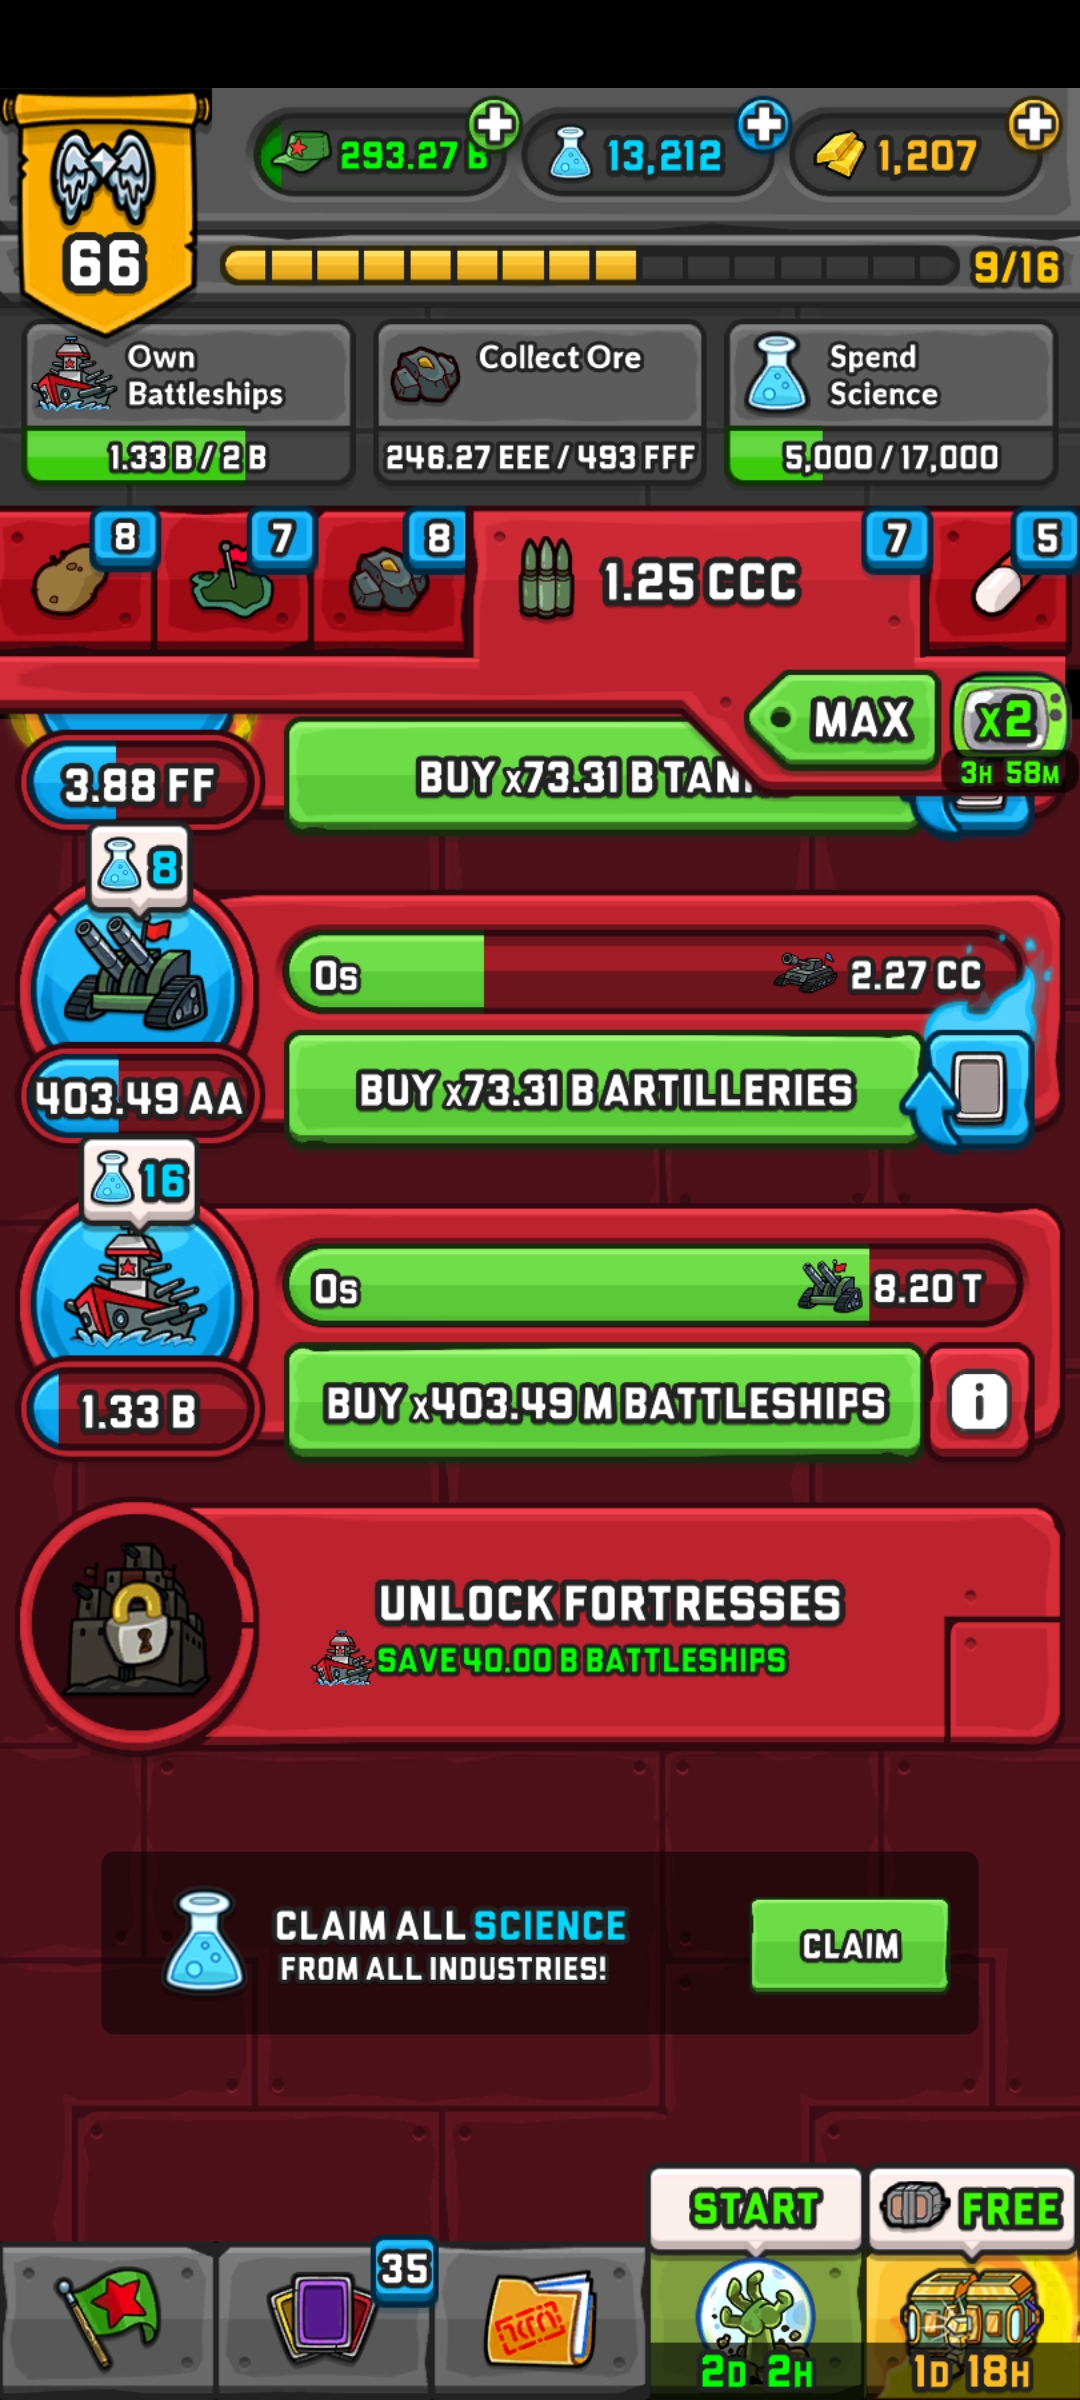 293.27 B
13,212
1,207
66
9/16
Own
Battleships
1.33 B / 2 B
Collect Ore
246.27 EEE / 493 FFF
Spend
Science
5,000 / 17,000
8
7
8
1.25 CCC
7
5
MAX
x2
3H 58M
3.88 FF
BUY x73.31 B
8
0s
2.27 CC
403.49 AA
BUY x73.31 B ARTILLERIES
16
0s
8.20 T
1.33 B
BUY x403.49 M BATTLESHIPS
i
UNLOCK FORTRESSES
SAVE 40.00 B BATTLESHIPS
CLAIM ALL SCIENCE
FROM ALL INDUSTRIES!
CLAIM
START
FREE
35
2D 2H
1D 18H